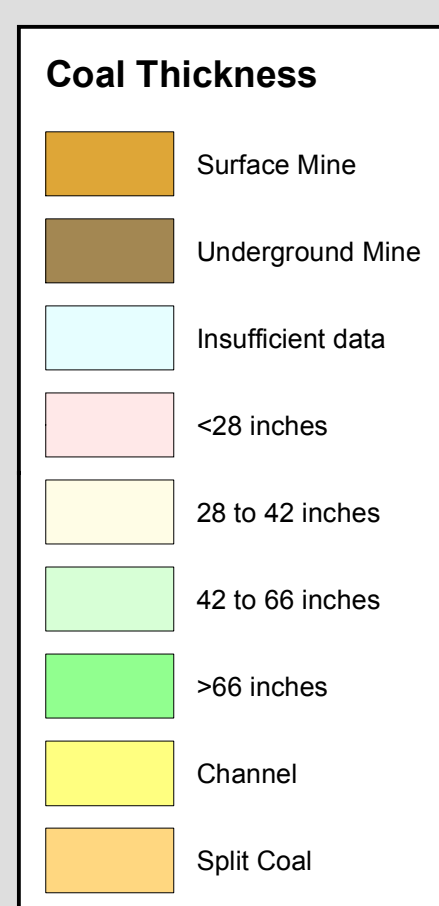 Coal Thickness
Surface Mine
Underground Mine
Insufficient data
<28 inches
28 to 42 inches
42 to 66 inches
>66 inches
Channel
Split Coal